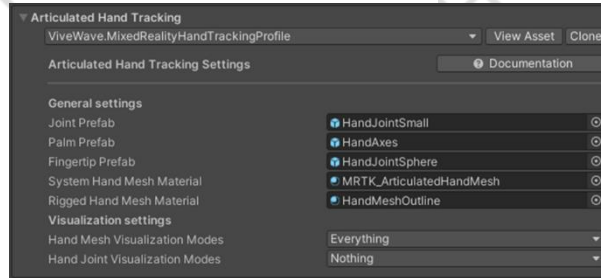 Articulated Hand Tracking
ViveWave.MixedRealityHandTrackingProfile View Asset Clone
Articulated Hand Tracking Settings Documentation
General settings
Joint Prefab HandJointSmall
Palm Prefab HandAxes
Fingertip Prefab HandJointSphere
System Hand Mesh Material MRTK_ArticulatedHandMesh
Rigged Hand Mesh Material HandMeshOutline
Visualization settings
Hand Mesh Visualization Modes Everything
Hand Joint Visualization Modes Nothing